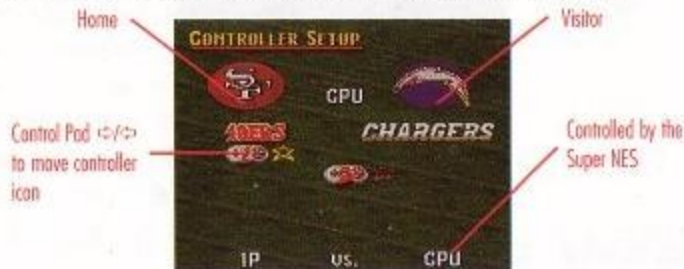 Home
Visitor
CONTROLLER SETUP
CPU
49ERS
CHARGERS
Control Pad ⇦/⇨
to move controller
icon
Controlled by the
Super NES
1P VS. CPU